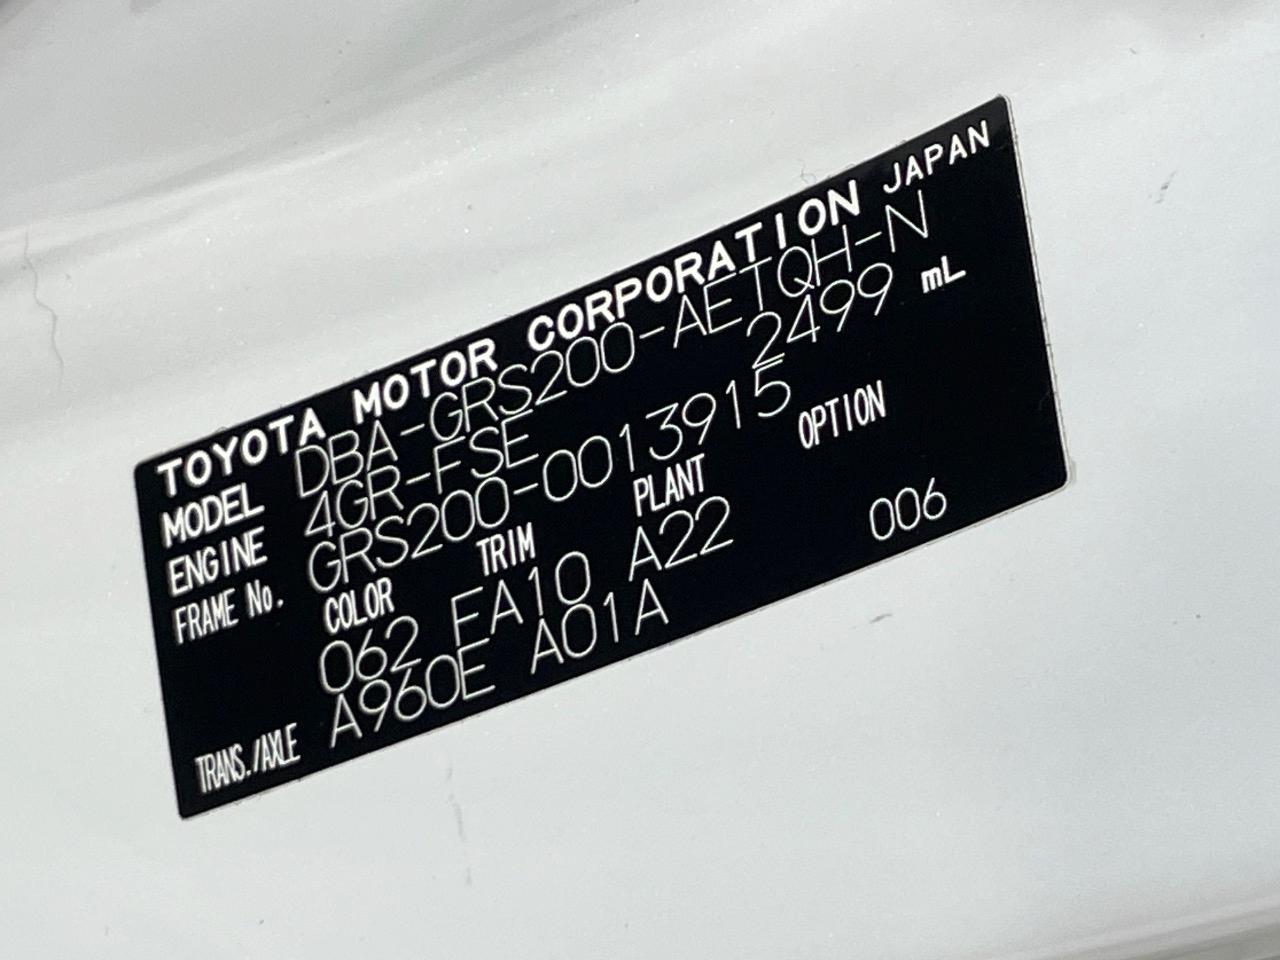 TOYOTA MOTOR CORPORATION JAPAN
MODEL DBA-GRS200-AETQH-N
ENGINE 4GR-FSE 2499 mL
FRAME No. GRS200-0013915
COLOR TRIM PLANT OPTION
062 FA10 A22 006
TRANS./AXLE A960E A01A